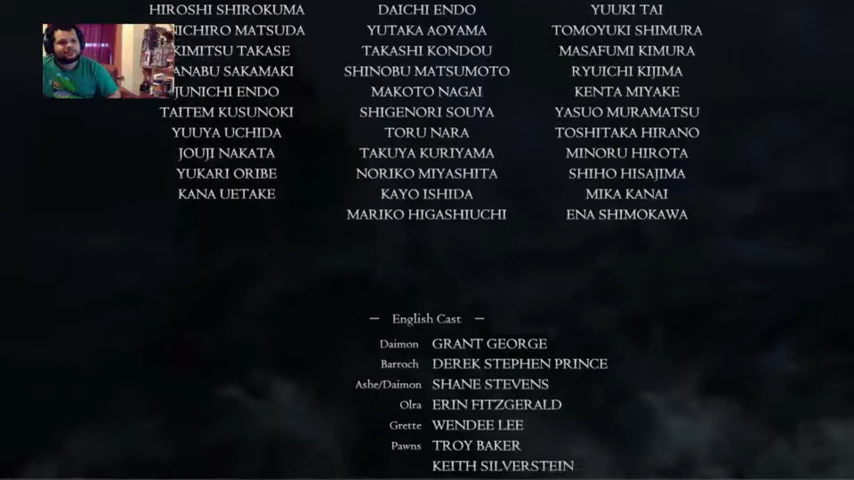 HIROSHI SHIROKUMA DAICHI ENDO YUUKI TAI
NICHIRO MATSUDA YUTAKA AOYAMA TOMOYUKI SHIMURA
KIMITSU TAKASE TAKASHI KONDOU MASAFUMI KIMURA
ANABU SAKAMAKI SHINOBU MATSUMOTO RYUICHI KIJIMA
JUNICHI ENDO MAKOTO NAGAI KENTA MIYAKE
TAITEM KUSUNOKI SHIGENORI SOUYA YASUO MURAMATSU
YUUYA UCHIDA TORU NARA TOSHITAKA HIRANO
JOUJI NAKATA TAKUYA KURIYAMA MINORU HIROTA
YUKARI ORIBE NORIKO MIYASHITA SHIHO HISAJIMA
KANA UETAKE KAYO ISHIDA MIKA KANAI
MARIKO HIGASHIUCHI ENA SHIMOKAWA
— English Cast —
Daimon GRANT GEORGE
Barroch DEREK STEPHEN PRINCE
Ashe/Daimon SHANE STEVENS
Olra ERIN FITZGERALD
Grette WENDEE LEE
Pawns TROY BAKER
KEITH SILVERSTEIN